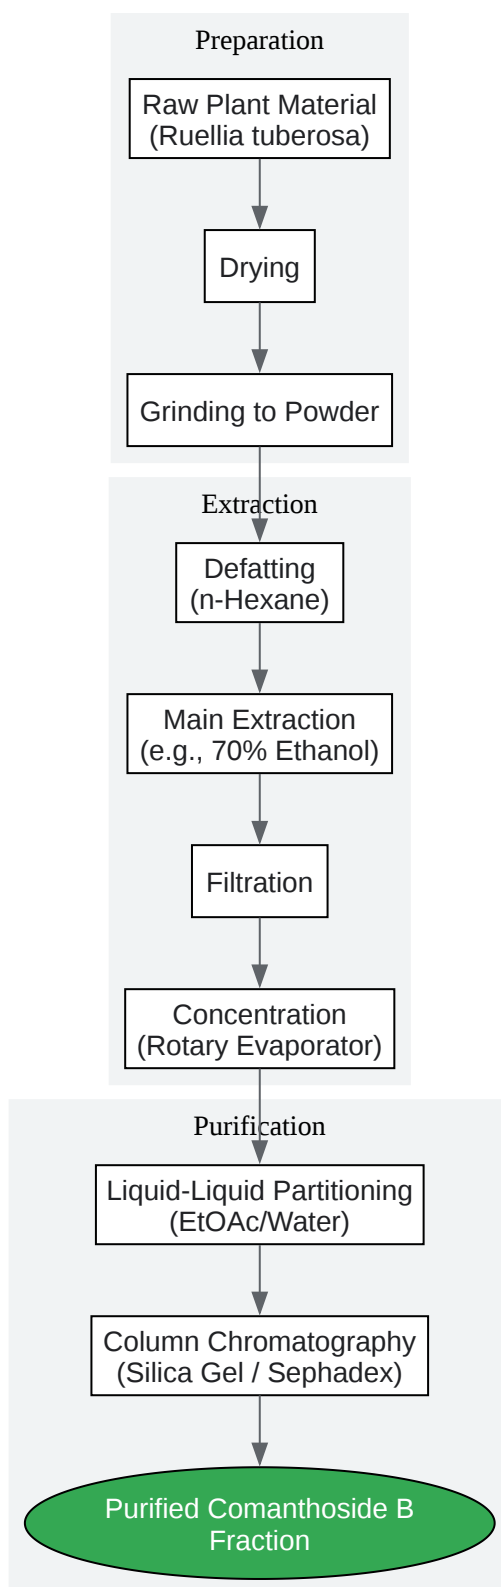 Preparation
Raw Plant Material
(Ruellia tuberosa)
Drying
Grinding to Powder
Extraction
Defatting
(n-Hexane)
Main Extraction
(e.g., 70% Ethanol)
Filtration
Concentration
(Rotary Evaporator)
Purification
Liquid-Liquid Partitioning
(EtOAc/Water)
Column Chromatography
(Silica Gel / Sephadex)
Purified Comanthoside B
Fraction